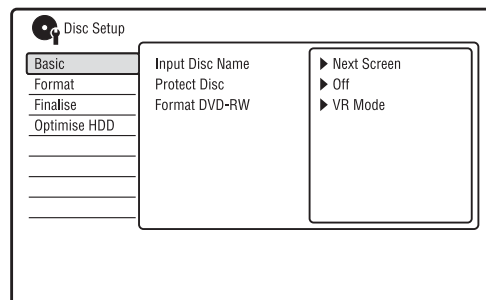 Disc Setup
Basic
Format
Finalise
Optimise HDD
Input Disc Name
Protect Disc
Format DVD-RW
Next Screen
Off
VR Mode